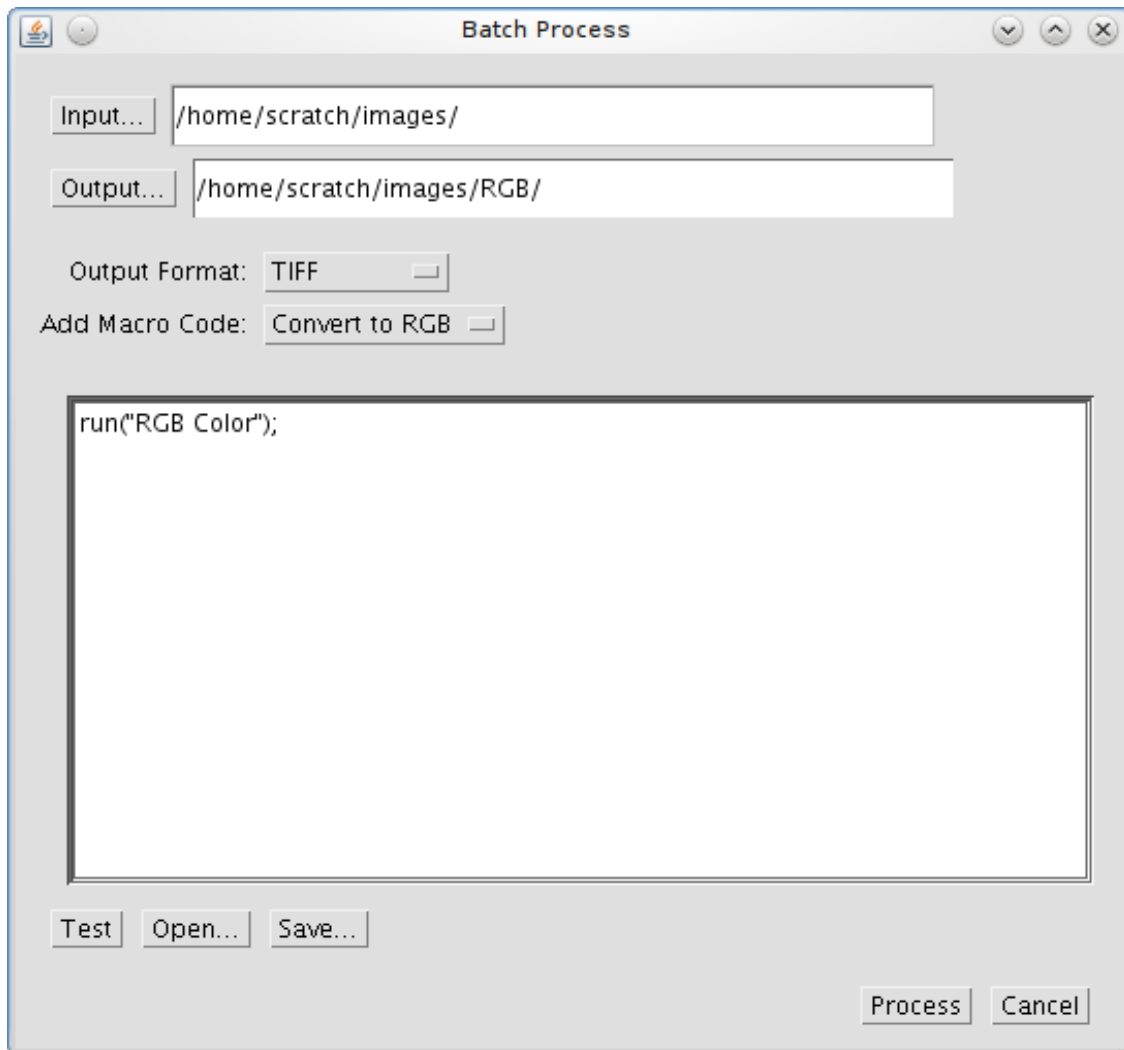 Batch Process
Input... /home/scratch/images/
Output... /home/scratch/images/RGB/
Output Format: TIFF
Add Macro Code: Convert to RGB
run("RGB Color");
Test Open... Save...
Process Cancel